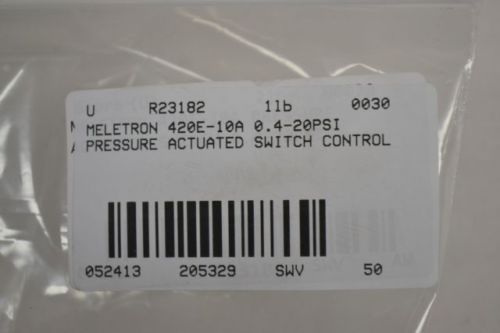 U R23182 1lb 0030
MELETRON 420E-10A 0.4-20PSI
PRESSURE ACTUATED SWITCH CONTROL
052413 205329 SWV 50